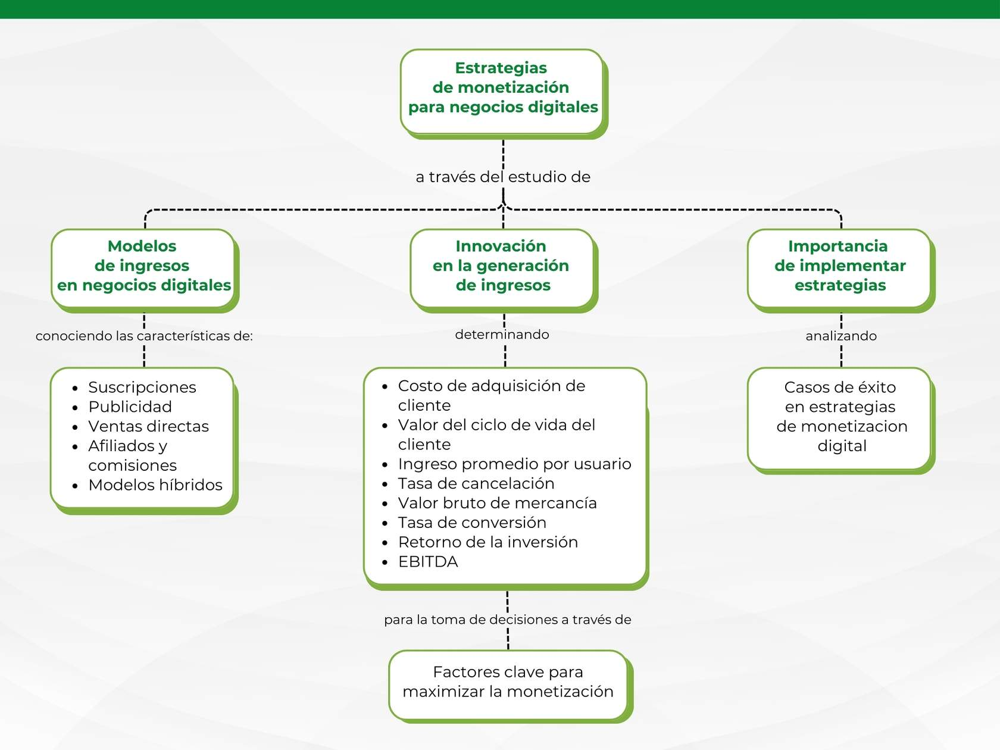 Estrategias
de monetización
para negocios digitales
a través del estudio de
Modelos
de ingresos
en negocios digitales
conociendo las características de:
• Suscripciones
• Publicidad
• Ventas directas
• Afiliados y
comisiones
• Modelos híbridos
Innovación
en la generación
de ingresos
determinando
• Costo de adquisición de
cliente
• Valor del ciclo de vida del
cliente
• Ingreso promedio por usuario
• Tasa de cancelación
• Valor bruto de mercancía
• Tasa de conversión
• Retorno de la inversión
• EBITDA
para la toma de decisiones a través de
Factores clave para
maximizar la monetización
Importancia
de implementar
estrategias
analizando
Casos de éxito
en estrategias
de monetizacion
digital